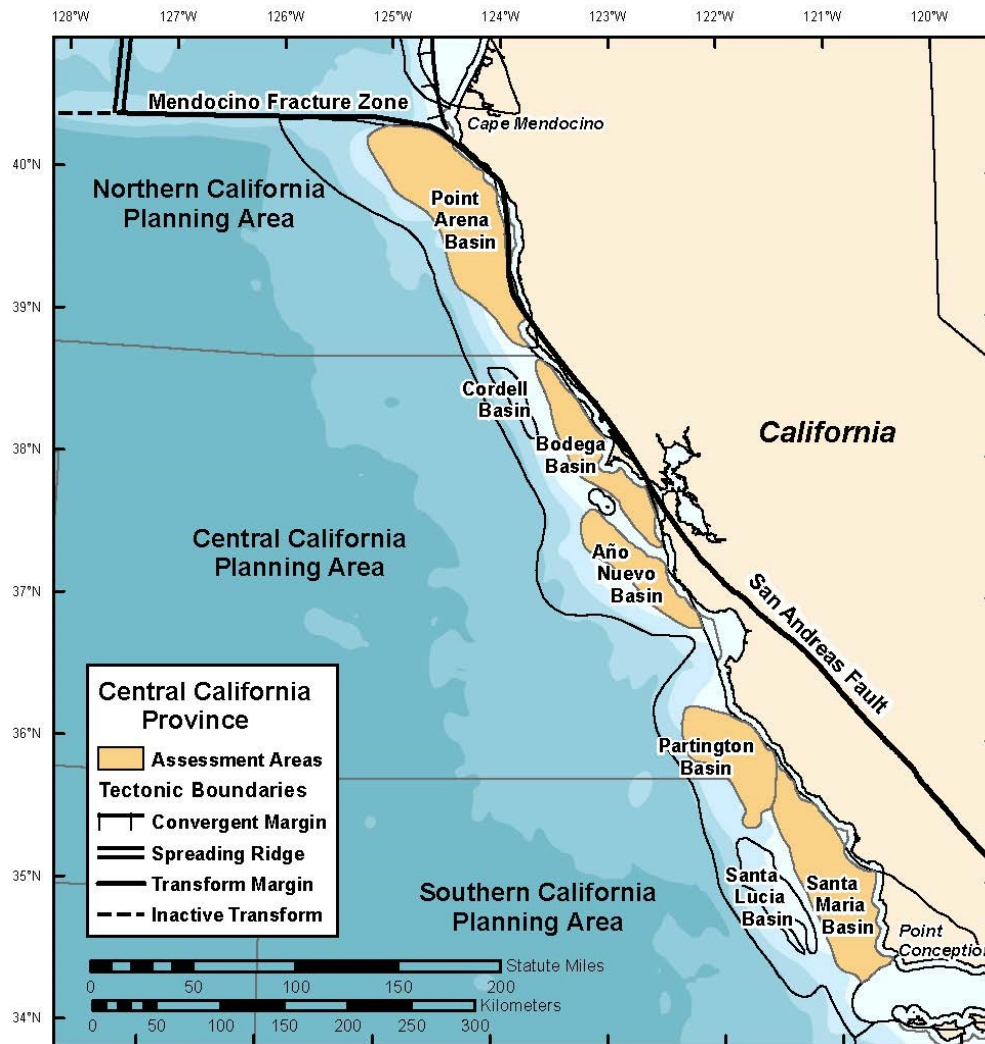 128°W 127°W 126°W 125°W 124°W 123°W 122°W 121°W 120°W
Mendocino Fracture Zone
Cape Mendocino
40°N
Northern California
Planning Area
Point
Arena
Basin
39°N
Cordell
Basin
38°N
Bodega
Basin
California
Central California
Planning Area
Año
Nuevo
Basin
37°N
San Andreas Fault
Central California
Province
Assessment Areas
Tectonic Boundaries
Convergent Margin
Spreading Ridge
Transform Margin
Inactive Transform
36°N
Partington
Basin
35°N
Southern California
Planning Area
Santa
Lucia
Basin
Santa
Maria
Basin
Point
Conception
Statute Miles
0 50 100 150 200
Kilometers
0 50 100 150 200 250 300
34°N